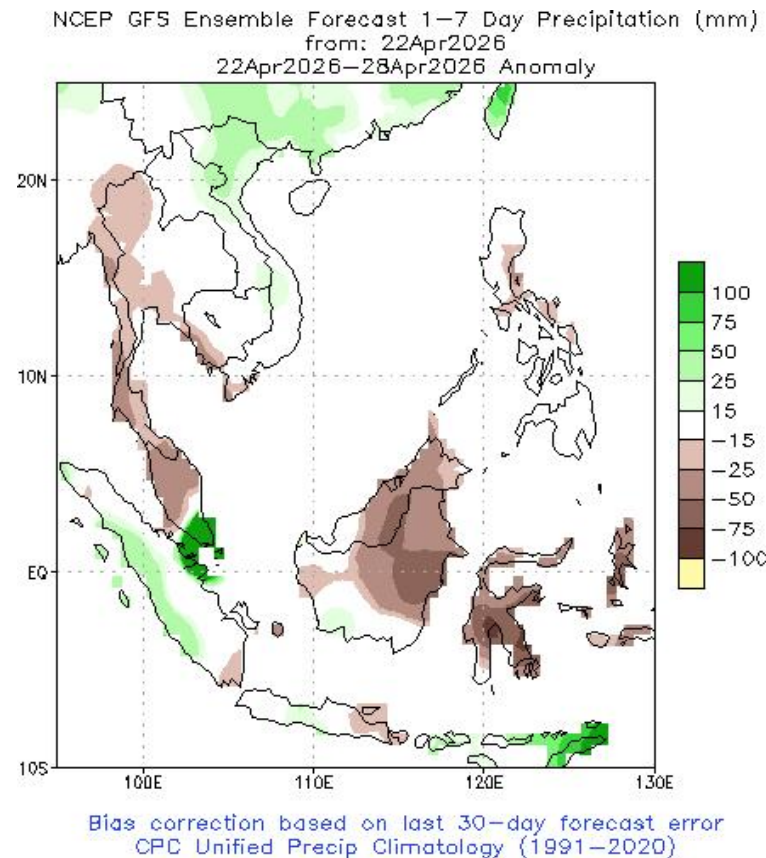 NCEP GFS Ensemble Forecast 1-7 Day Precipitation (mm)
from: 22Apr2026
22Apr2026-28Apr2026 Anomaly
20N
10N
EQ
10S
100E
110E
120E
130E
100
75
50
25
15
-15
-25
-50
-75
-100
Bias correction based on last 30-day forecast error
CPC Unified Precip Climatology (1991-2020)